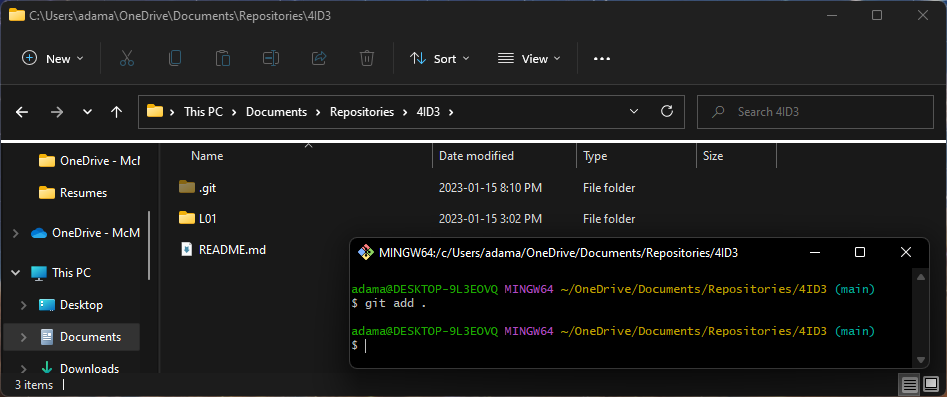 C:\Users\adama\OneDrive\Documents\Repositories\4ID3
New Sort View
This PC Documents Repositories 4ID3 Search 4ID3
Name Date modified Type Size
OneDrive - McM
Resumes
OneDrive - McM
This PC
Desktop
Documents
Downloads
.git 2023-01-15 8:10 PM File folder
L01 2023-01-15 3:02 PM File folder
README.md
MINGW64:/c/Users/adama/OneDrive/Documents/Repositories/4ID3
adama@DESKTOP-9L3EOVQ MINGW64 ~/OneDrive/Documents/Repositories/4ID3 (main)
$ git add .
adama@DESKTOP-9L3EOVQ MINGW64 ~/OneDrive/Documents/Repositories/4ID3 (main)
$
3 items